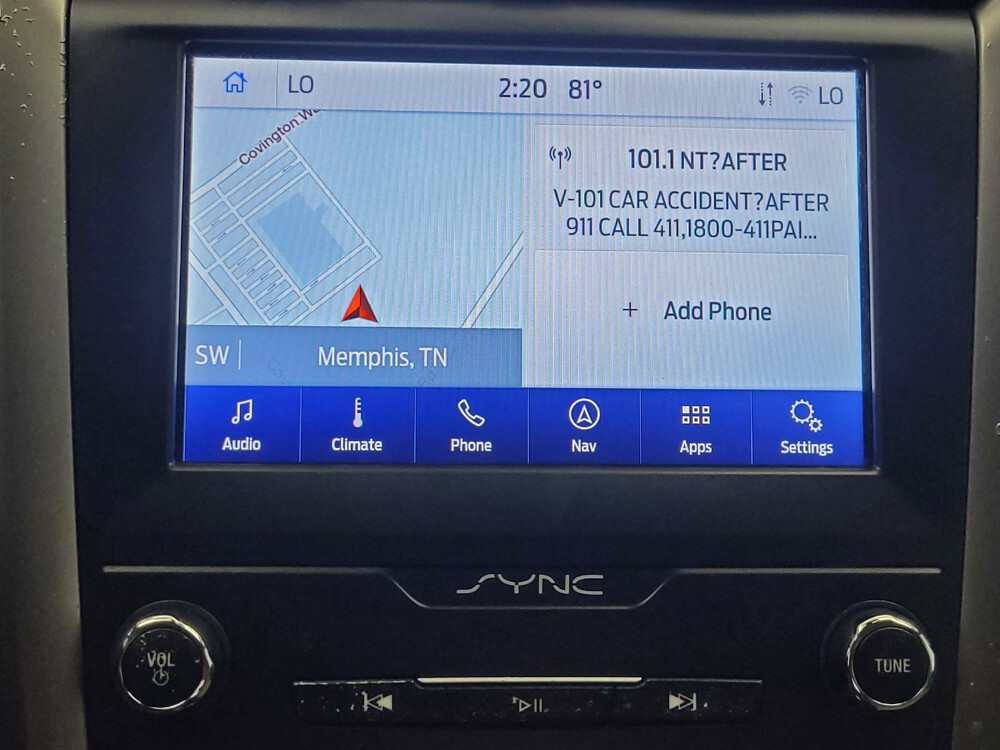 LO 2:20 81° LO
Covington
101.1 NT?AFTER
V-101 CAR ACCIDENT?AFTER
911 CALL 411,1800-411PAI...
+ Add Phone
SW Memphis, TN
Audio Climate Phone Nav Apps Settings
SYNC
VOL
TUNE